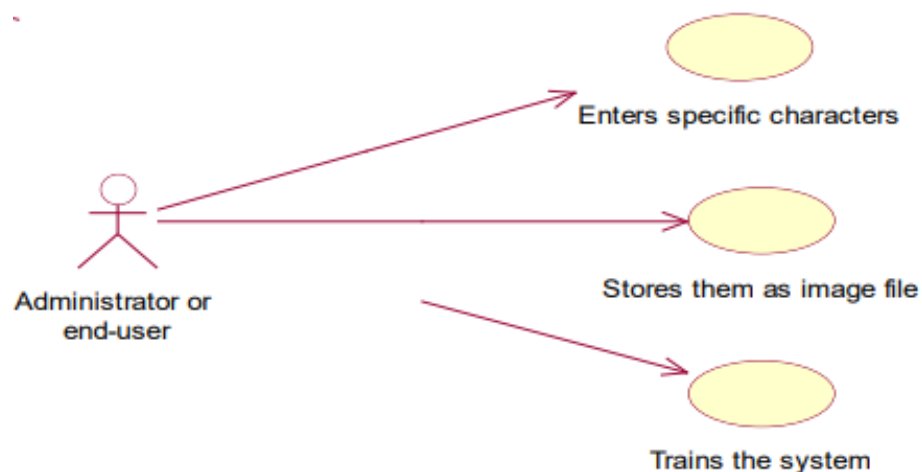 Enters specific characters
Stores them as image file
Administrator or
end-user
Trains the system